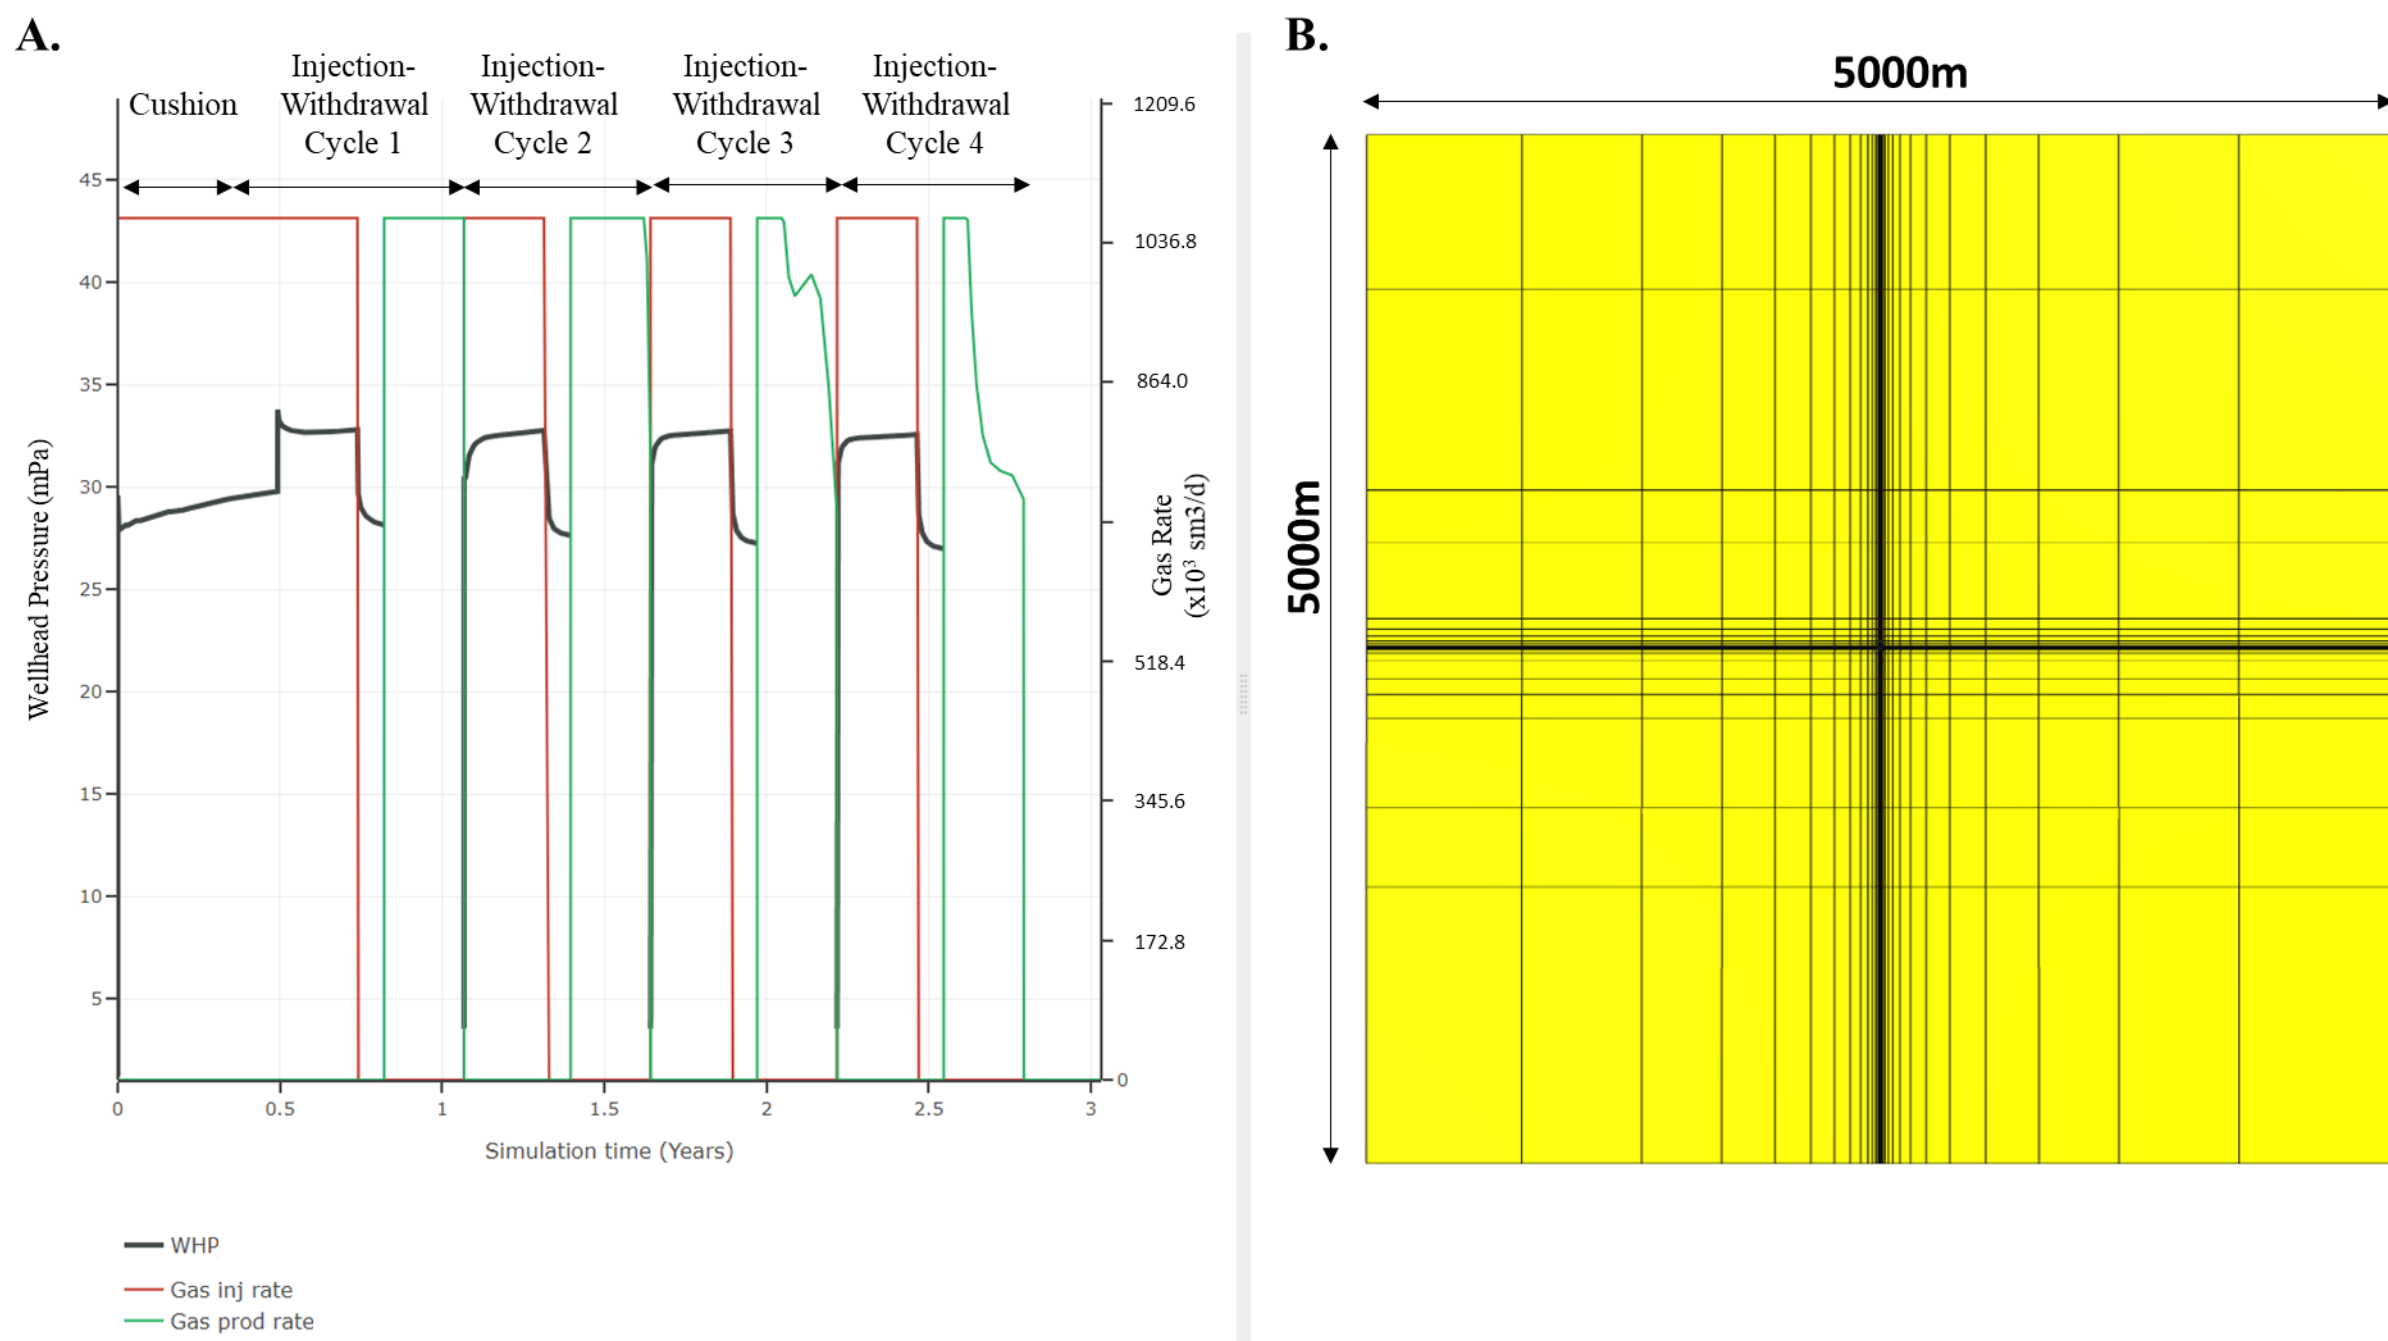 A.
Cushion
Injection-
Withdrawal
Cycle 1
Injection-
Withdrawal
Cycle 2
Injection-
Withdrawal
Cycle 3
Injection-
Withdrawal
Cycle 4
45
40
35
30
25
20
15
10
5
Wellhead Pressure (mPa)
1209.6
1036.8
864.0
518.4
345.6
172.8
0
Gas Rate
(x10³ sm3/d)
0
0.5
1
1.5
2
2.5
3
Simulation time (Years)
WHP
Gas inj rate
Gas prod rate
B.
5000m
5000m